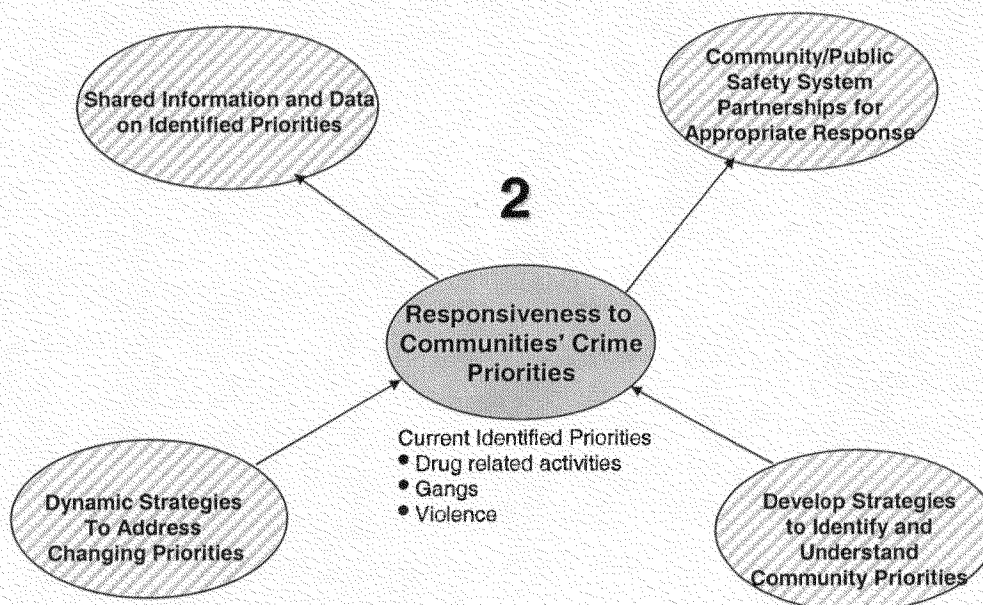 Shared Information and Data
on Identified Priorities
Community/Public
Safety System
Partnerships for
Appropriate Response
2
Responsiveness to
Communities' Crime
Priorities
Current Identified Priorities
• Drug related activities
• Gangs
• Violence
Dynamic Strategies
To Address
Changing Priorities
Develop Strategies
to Identify and
Understand
Community Priorities